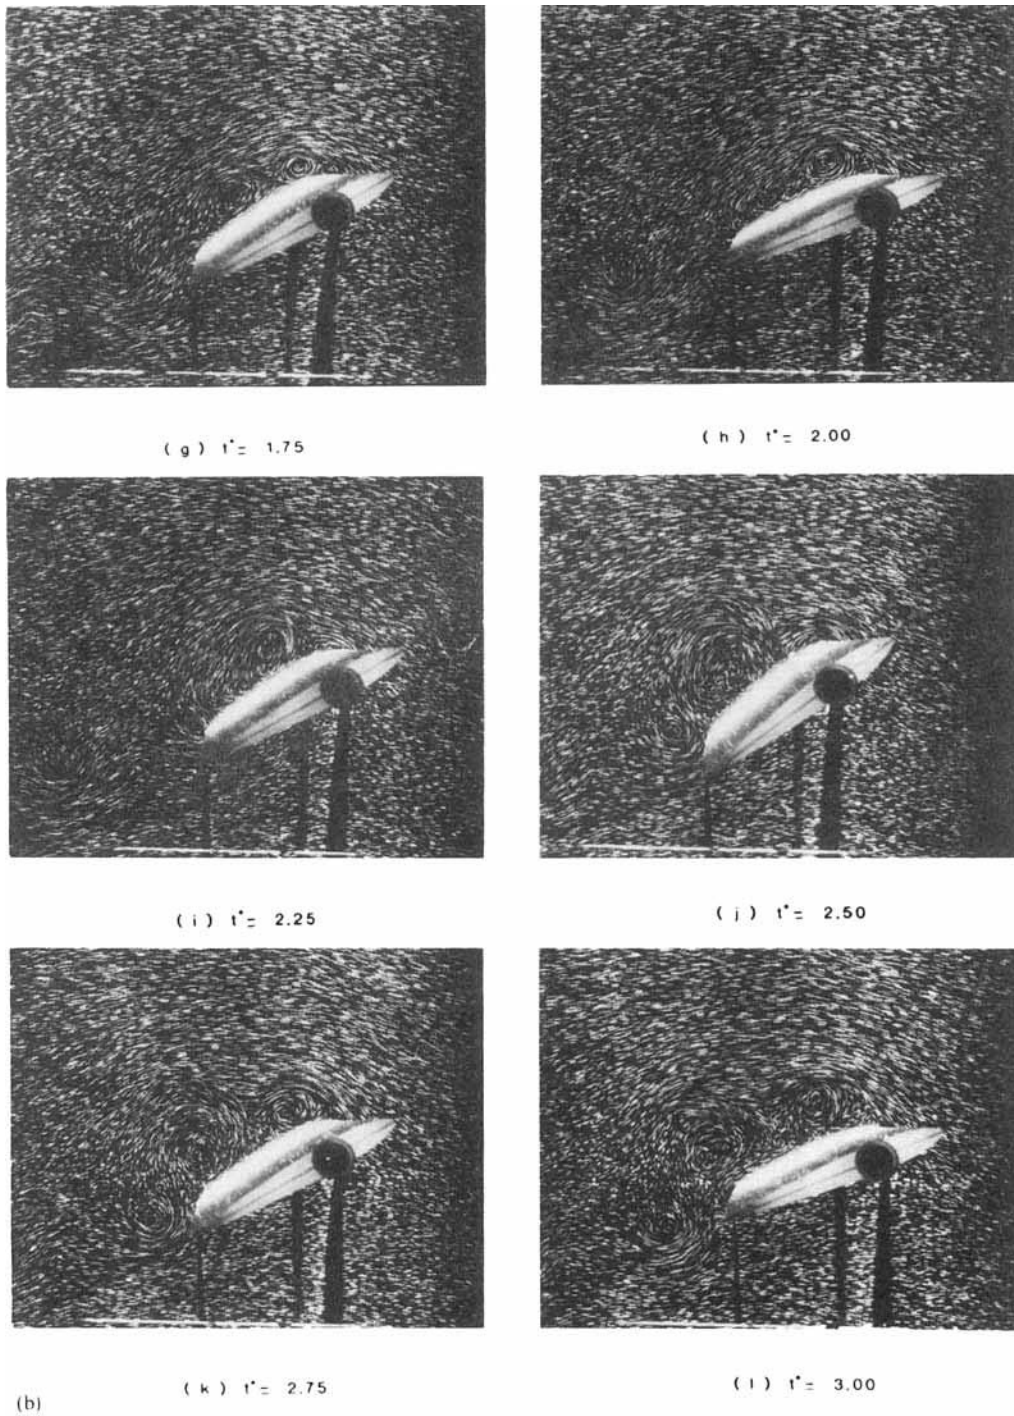 ( g ) t* = 1.75
( h ) t* = 2.00
( i ) t* = 2.25
( j ) t* = 2.50
( k ) t* = 2.75
( l ) t* = 3.00
(b)